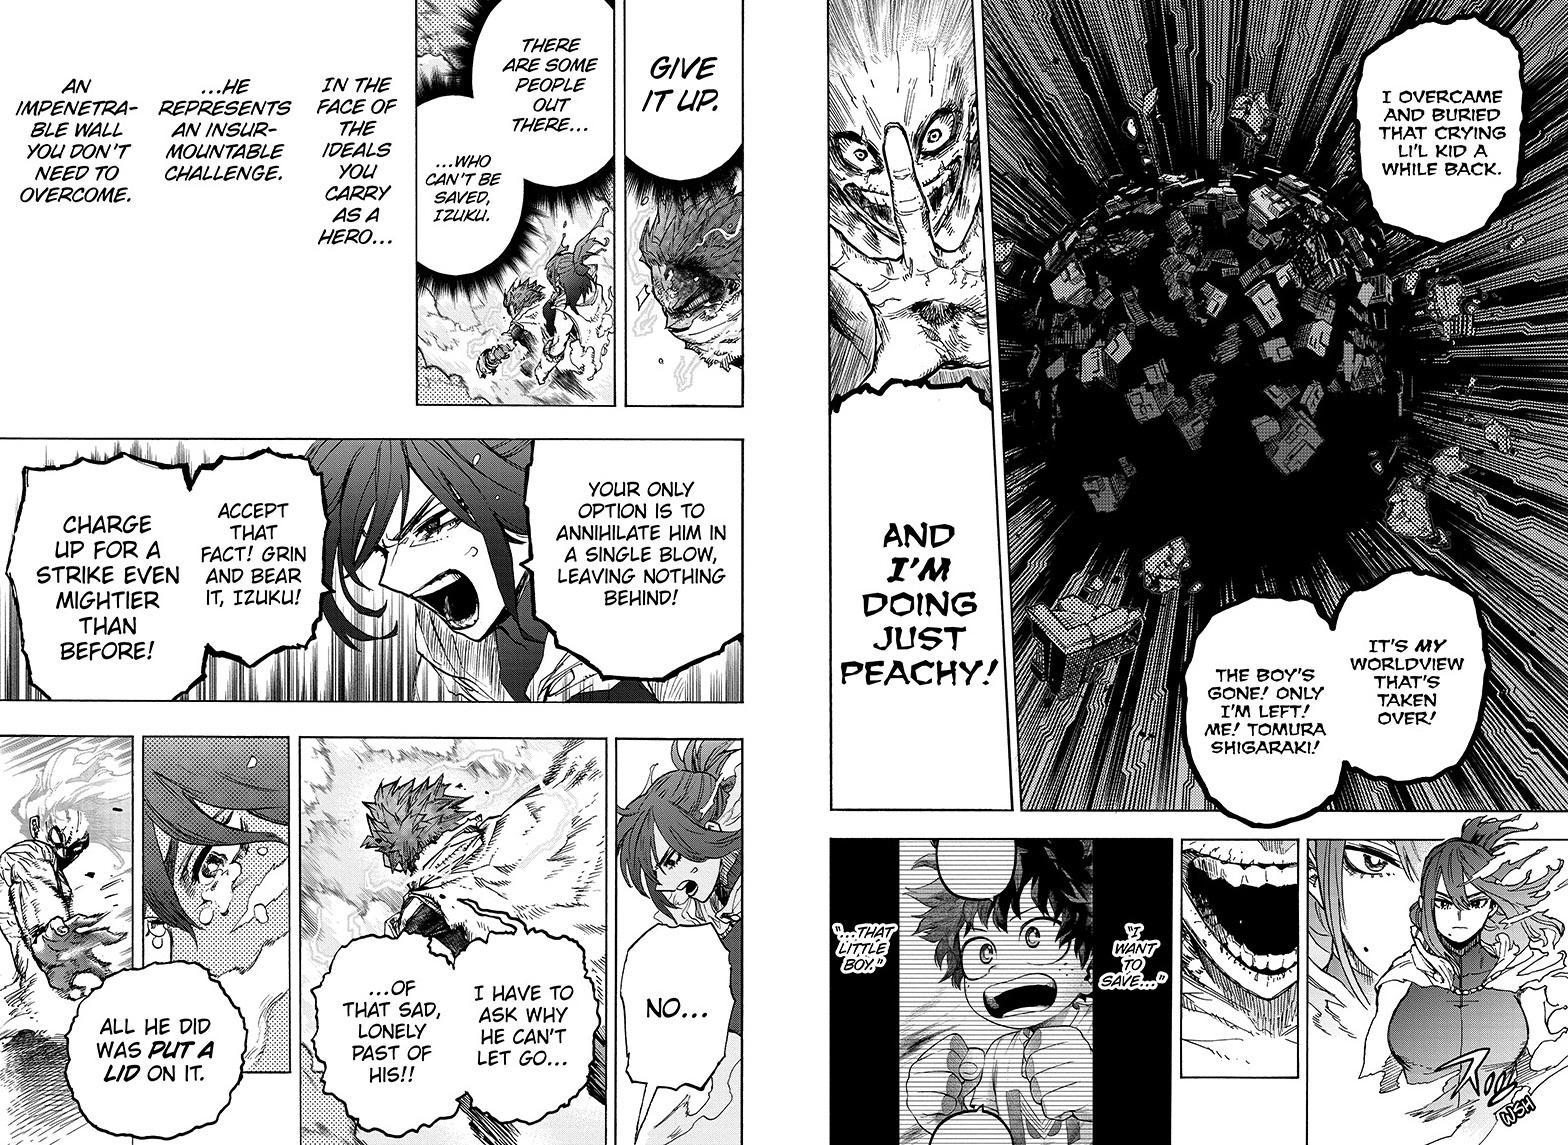 I OVERCAME
AND BURIED
THAT CRYING
LI'L KID A
WHILE BACK.
IT'S MY
WORLDVIEW
THAT'S
TAKEN
OVER!
THE BOY'S
GONE! ONLY
I'M LEFT!
ME! TOMURA
SHIGARAKI!
AND
I'M
DOING
JUST
PEACHY!
WSH
"I
WANT
TO
SAVE..."
"...THAT
LITTLE
BOY."
GIVE
IT UP.
THERE
ARE SOME
PEOPLE
OUT
THERE...
...WHO
CAN'T BE
SAVED,
IZUKU.
IN THE
FACE OF
THE
IDEALS
YOU
CARRY
AS A
HERO...
...HE
REPRESENTS
AN INSUR-
MOUNTABLE
CHALLENGE.
AN
IMPENETRA-
BLE WALL
YOU DON'T
NEED TO
OVERCOME.
YOUR ONLY
OPTION IS TO
ANNIHILATE HIM IN
A SINGLE BLOW,
LEAVING NOTHING
BEHIND!
ACCEPT
THAT
FACT! GRIN
AND BEAR
IT, IZUKU!
CHARGE
UP FOR A
STRIKE EVEN
MIGHTIER
THAN
BEFORE!
NO...
I HAVE TO
ASK WHY
HE CAN'T
LET GO...
...OF
THAT SAD,
LONELY
PAST OF
HIS!!
ALL HE DID
WAS PUT A
LID ON IT.